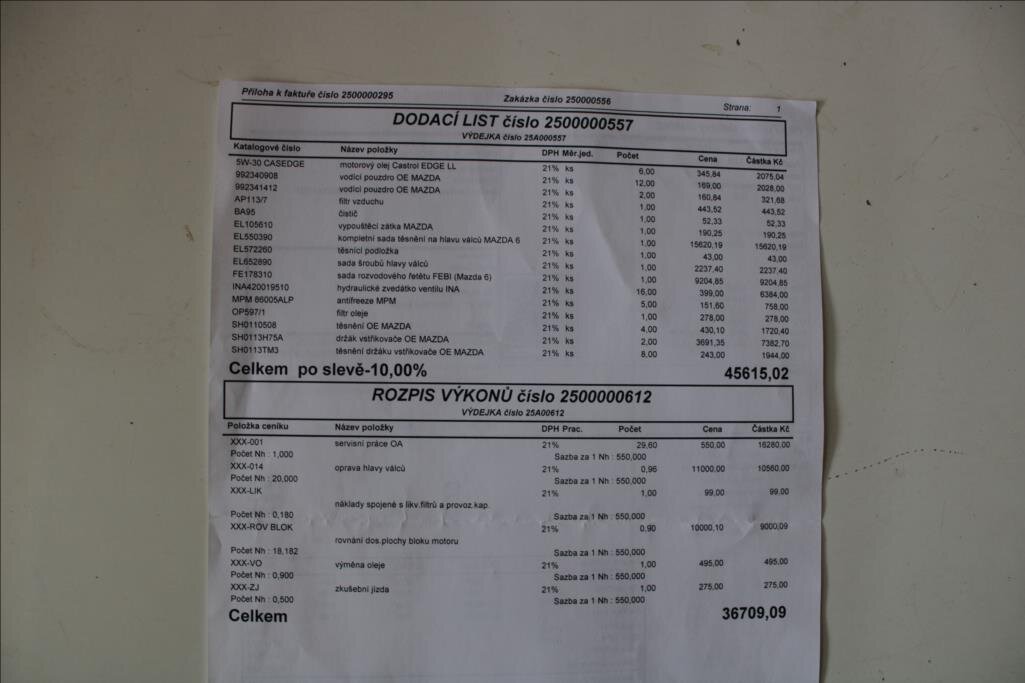 Příloha k faktuře číslo 2500000295 Zakázka číslo 250000556 Strana: 1
DODACÍ LIST číslo 2500000557
VÝDEJKA číslo 25A000557
Katalogové číslo Název položky DPH Měr.jed. Počet Cena Částka Kč
5W-30 CASEDGE motorový olej Castrol EDGE LL 21% ks 6,00 345,84 2075,04
992340908 vodící pouzdro OE MAZDA 21% ks 12,00 169,00 2028,00
992341412 vodící pouzdro OE MAZDA 21% ks 2,00 160,84 321,68
AP113/7 filtr vzduchu 21% ks 1,00 443,52 443,52
BA95 čistič 21% ks 1,00 52,33 52,33
EL105610 vypouštěcí zátka MAZDA 21% ks 1,00 190,25 190,25
EL550390 kompletní sada těsnění na hlavu válců MAZDA 6 21% ks 1,00 15620,19 15620,19
EL572260 těsnící podložka 21% ks 1,00 43,00 43,00
EL652890 sada šroubů hlavy válců 21% ks 1,00 2237,40 2237,40
FE178310 sada rozvodového řetětu FEBI (Mazda 6) 21% ks 1,00 9204,85 9204,85
INA420019510 hydraulické zvedátko ventilu INA 21% ks 16,00 399,00 6384,00
MPM 86005ALP antifreeze MPM 21% ks 5,00 151,60 758,00
OP597/1 filtr oleje 21% ks 1,00 278,00 278,00
SH0110508 těsnění OE MAZDA 21% ks 4,00 430,10 1720,40
SH0113H75A držák vstřikovače OE MAZDA 21% ks 2,00 3691,35 7382,70
SH0113TM3 těsnění držáku vstřikovače OE MAZDA 21% ks 8,00 243,00 1944,00
Celkem po slevě-10,00% 45615,02
ROZPIS VÝKONŮ číslo 2500000612
VÝDEJKA číslo 25A00612
Položka ceníku Název položky DPH Prac. Počet Cena Částka Kč
XXX-001 servisní práce OA 21% 29,60 550,00 16280,00
Počet Nh : 1,000 Sazba za 1 Nh : 550,000
XXX-014 oprava hlavy válců 21% 0,96 11000,00 10560,00
Počet Nh : 20,000 Sazba za 1 Nh : 550,000
XXX-LIK 21% 1,00 99,00 99,00
náklady spojené s likv.filtrů a provoz.kap.
Počet Nh : 0,180 Sazba za 1 Nh : 550,000
XXX-ROV BLOK 21% 0,90 10000,10 9000,09
rovnání dos.plochy bloku motoru
Počet Nh : 18,182 Sazba za 1 Nh : 550,000
XXX-VO výměna oleje 21% 1,00 495,00 495,00
Počet Nh : 0,900 Sazba za 1 Nh : 550,000
XXX-ZJ zkušební jízda 21% 1,00 275,00 275,00
Počet Nh : 0,500 Sazba za 1 Nh : 550,000
Celkem 36709,09